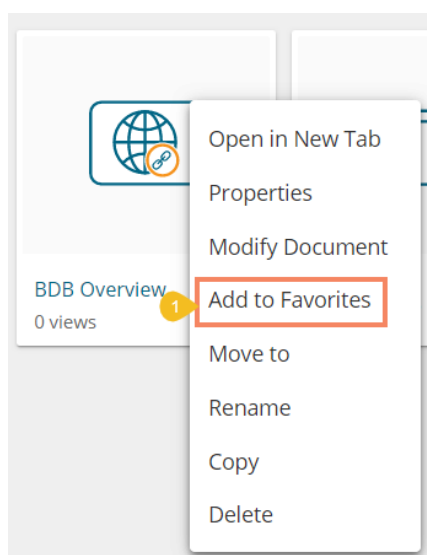 Open in New Tab
Properties
Modify Document
BDB Overview
1
Add to Favorites
0 views
Move to
Rename
Copy
Delete